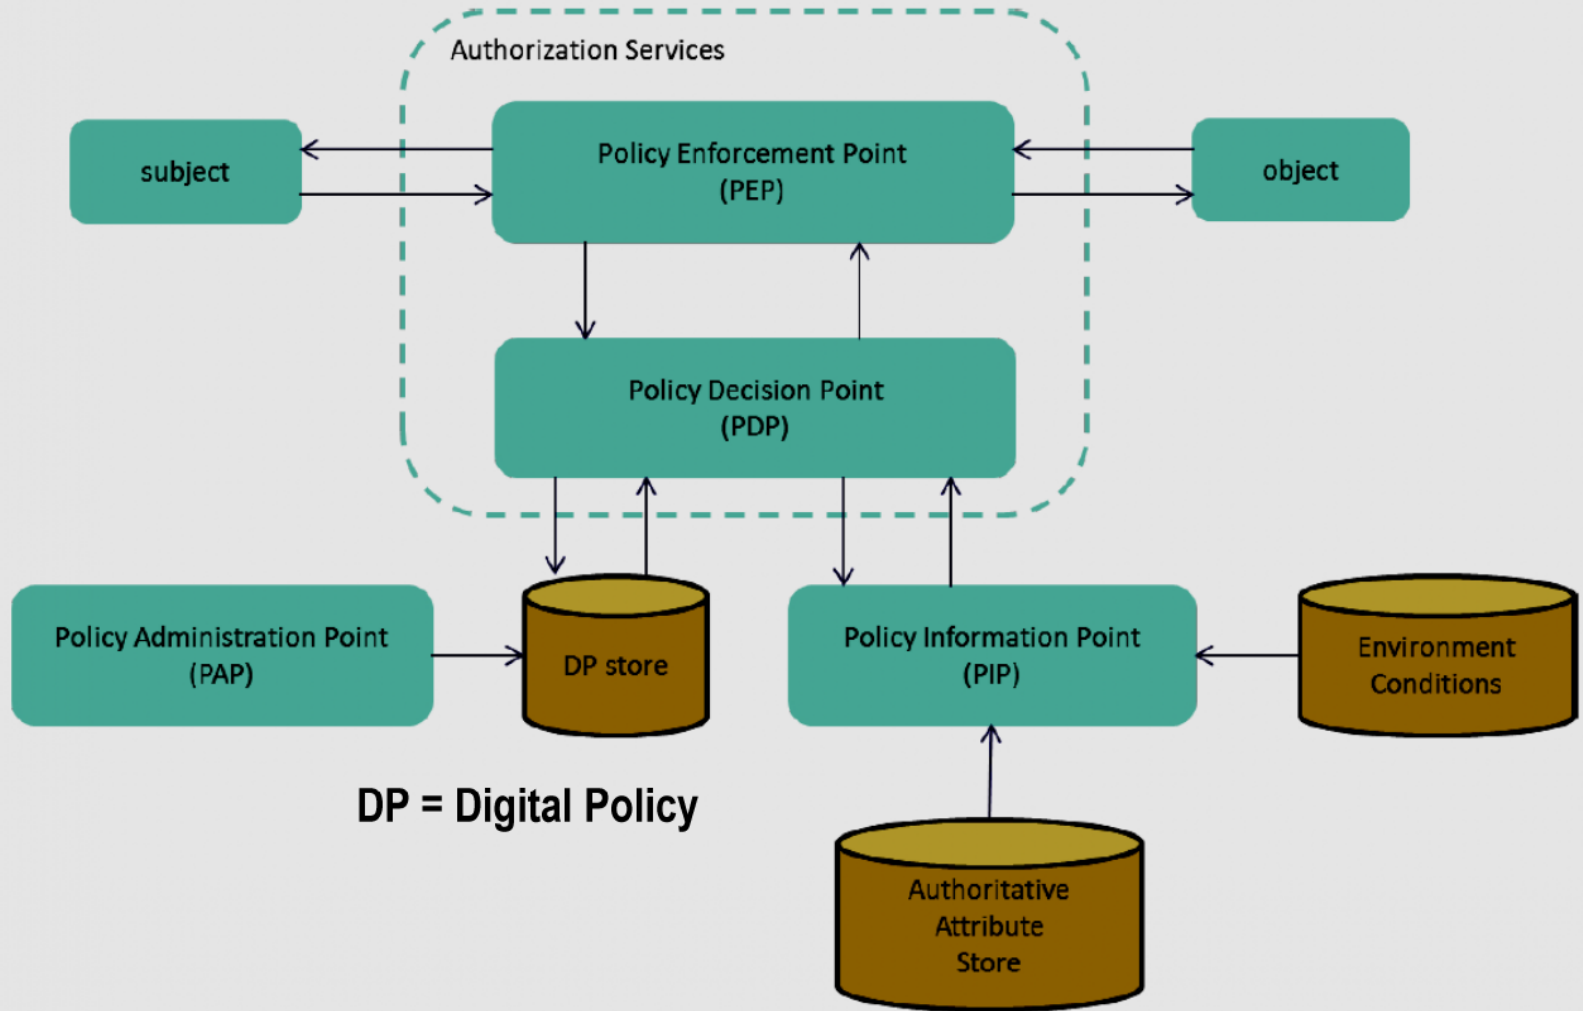 Authorization Services
subject
Policy Enforcement Point
(PEP)
object
Policy Decision Point
(PDP)
Policy Administration Point
(PAP)
DP store
Policy Information Point
(PIP)
Environment
Conditions
DP = Digital Policy
Authoritative
Attribute
Store